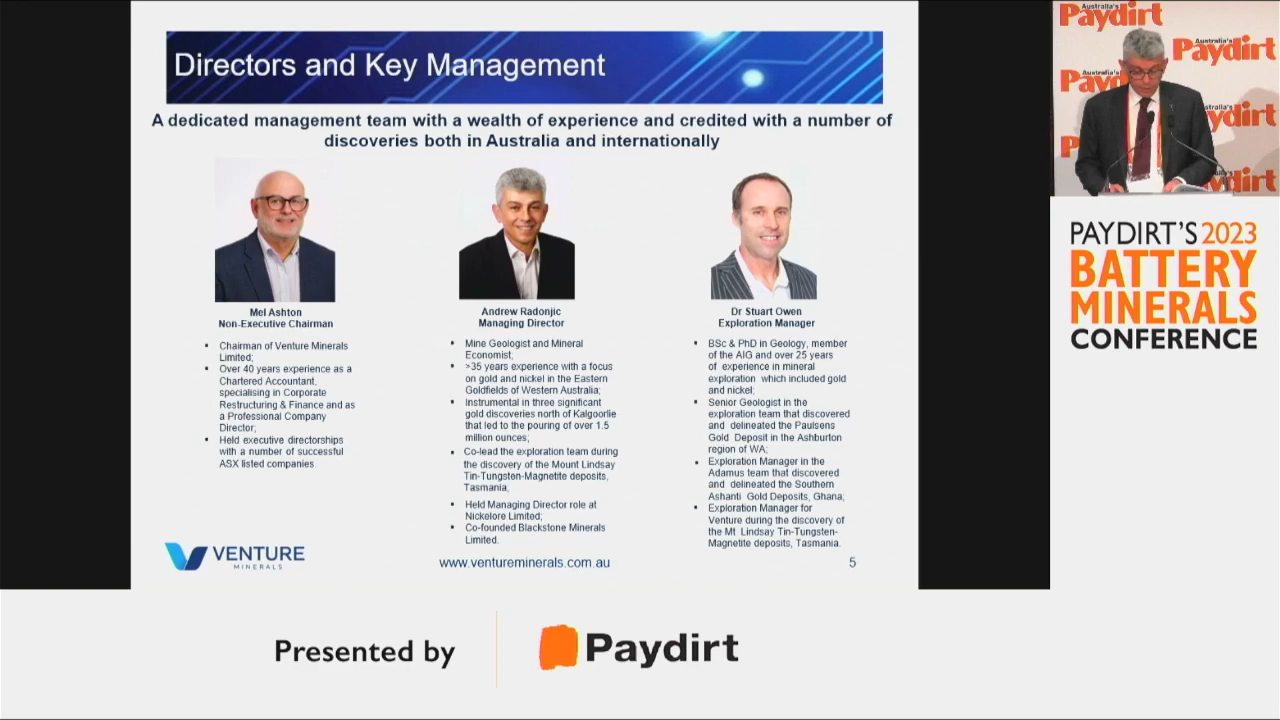 Directors and Key Management
A dedicated management team with a wealth of experience and credited with a number of
discoveries both in Australia and internationally
Mel Ashton
Non-Executive Chairman
▪ Chairman of Venture Minerals
Limited;
▪ Over 40 years experience as a
Chartered Accountant,
specialising in Corporate
Restructuring & Finance and as
a Professional Company
Director;
▪ Held executive directorships
with a number of successful
ASX listed companies.
Andrew Radonjic
Managing Director
▪ Mine Geologist and Mineral
Economist;
▪ >35 years experience with a focus
on gold and nickel in the Eastern
Goldfields of Western Australia;
▪ Instrumental in three significant
gold discoveries north of Kalgoorlie
that led to the pouring of over 1.5
million ounces;
▪ Co-lead the exploration team during
the discovery of the Mount Lindsay
Tin-Tungsten-Magnetite deposits,
Tasmania;
▪ Held Managing Director role at
Nickelore Limited;
▪ Co-founded Blackstone Minerals
Limited.
Dr Stuart Owen
Exploration Manager
▪ BSc & PhD in Geology, member
of the AIG and over 25 years
of experience in mineral
exploration which included gold
and nickel;
▪ Senior Geologist in the
exploration team that discovered
and delineated the Paulsens
Gold Deposit in the Ashburton
region of WA;
▪ Exploration Manager in the
Adamus team that discovered
and delineated the Southern
Ashanti Gold Deposits, Ghana;
▪ Exploration Manager for
Venture during the discovery of
the Mt Lindsay Tin-Tungsten-
Magnetite deposits, Tasmania.
VENTURE
MINERALS
www.ventureminerals.com.au
5
Australia's
Paydirt
Australia's
Paydirt
Australia's
Payd
stralia's
ydirt
P
ydirt
PAYDIRT'S 2023
BATTERY
MINERALS
CONFERENCE
Presented by
Paydirt